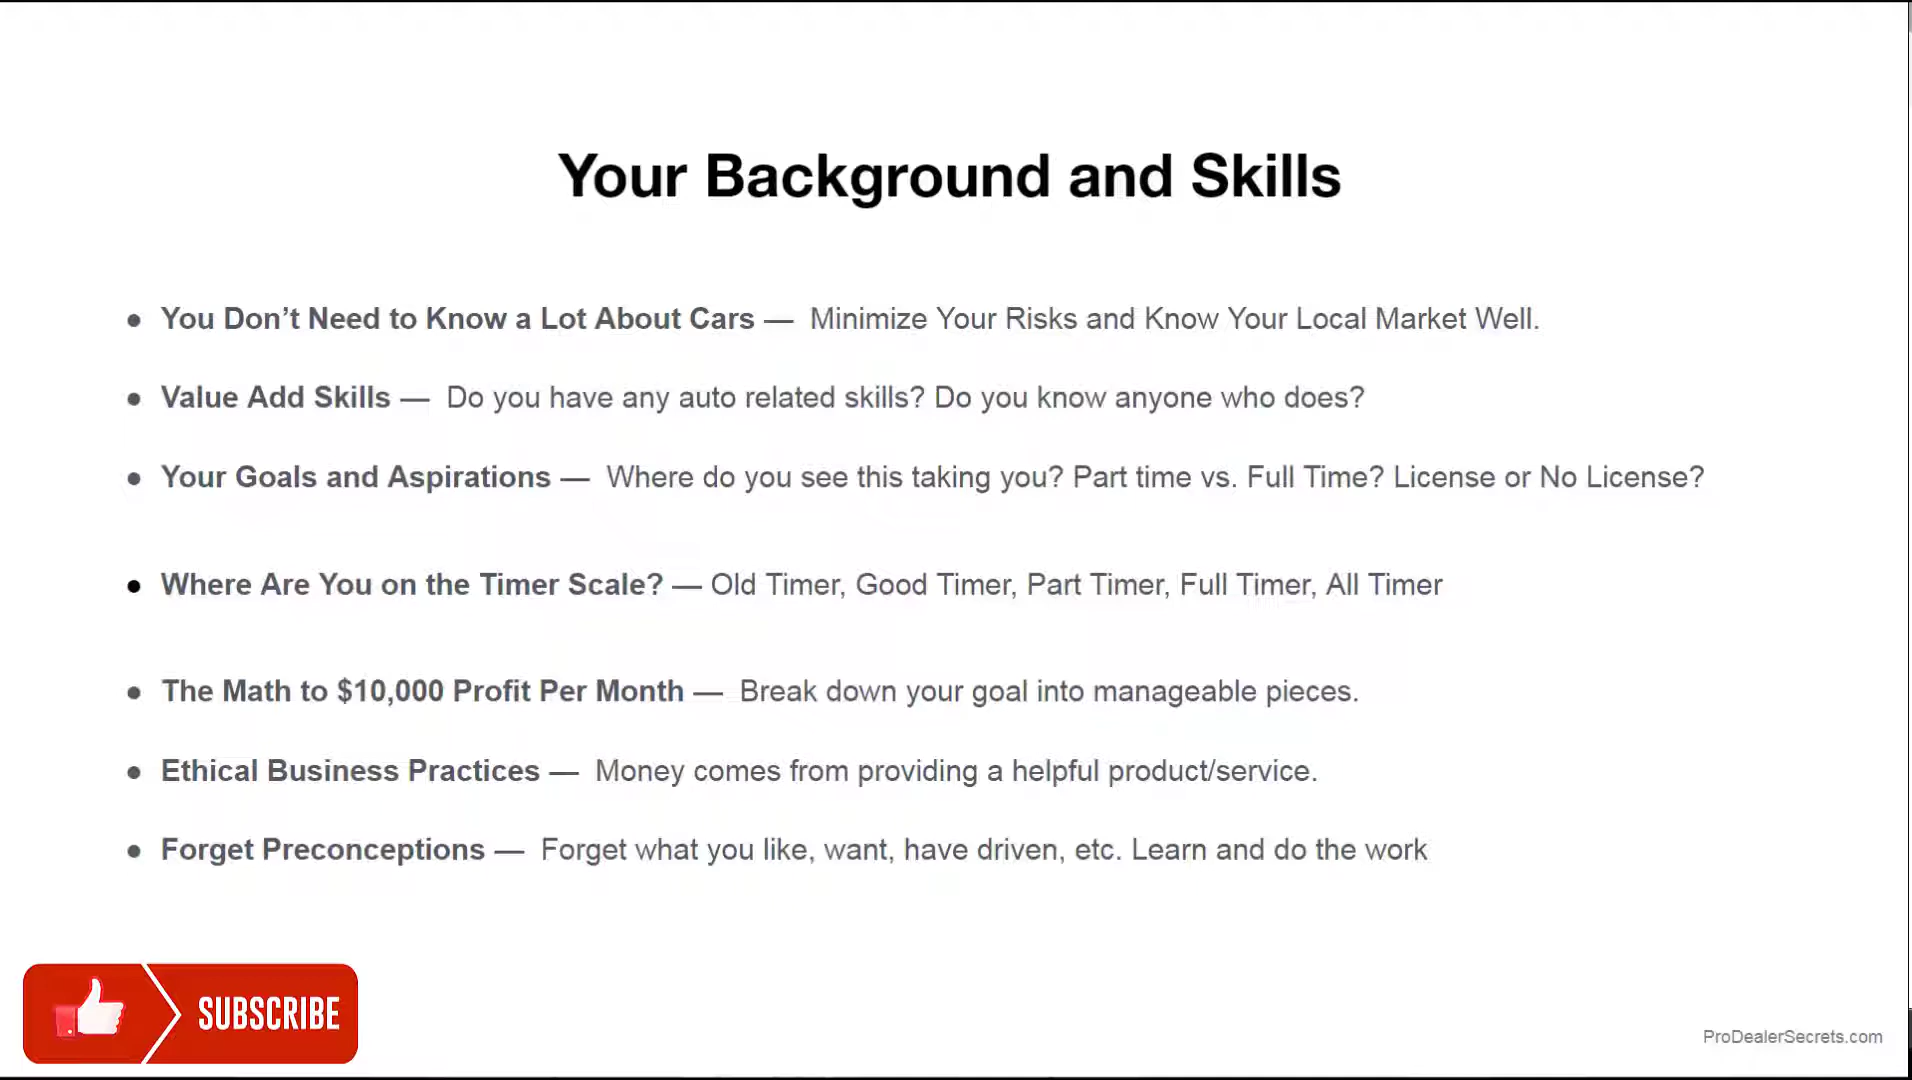 Your Background and Skills
● You Don’t Need to Know a Lot About Cars — Minimize Your Risks and Know Your Local Market Well.
● Value Add Skills — Do you have any auto related skills? Do you know anyone who does?
● Your Goals and Aspirations — Where do you see this taking you? Part time vs. Full Time? License or No License?
● Where Are You on the Timer Scale? — Old Timer, Good Timer, Part Timer, Full Timer, All Timer
● The Math to $10,000 Profit Per Month — Break down your goal into manageable pieces.
● Ethical Business Practices — Money comes from providing a helpful product/service.
● Forget Preconceptions — Forget what you like, want, have driven, etc. Learn and do the work
SUBSCRIBE
ProDealerSecrets.com